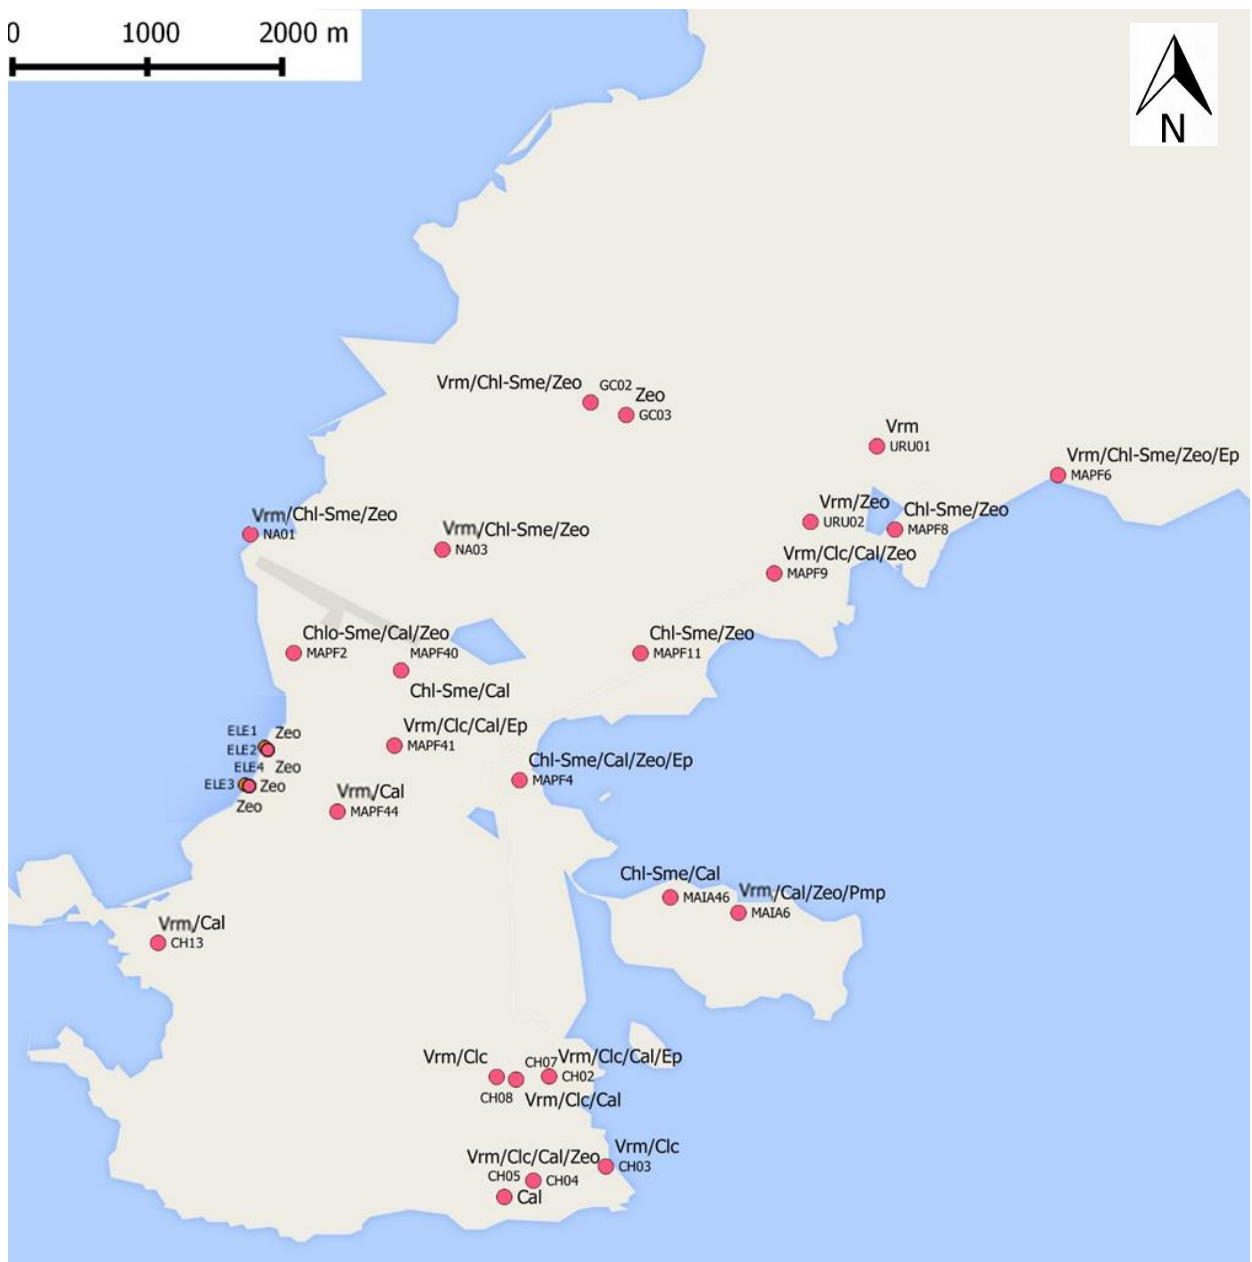 0 1000 2000 m
N
Vrm/Chl-Sme/Zeo GC02
Zeo
GC03
Vrm
URU01
Vrm/Chl-Sme/Zeo/Ep
MAPF6
Vrm/Zeo
URU02
Chl-Sme/Zeo
MAPF8
Vrm/Chl-Sme/Zeo
NA01
Vrm/Chl-Sme/Zeo
NA03
Vrm/Clc/Cal/Zeo
MAPF9
Chlo-Sme/Cal/Zeo
MAPF2
MAPF40
Chl-Sme/Cal
Chl-Sme/Zeo
MAPF11
Vrm/Clc/Cal/Ep
MAPF41
ELE1 Zeo
ELE2
ELE4 Zeo
ELE3 Zeo
Zeo
Chl-Sme/Cal/Zeo/Ep
MAPF4
Vrm/Cal
MAPF44
Chl-Sme/Cal
MAIA46
Vrm/Cal/Zeo/Pmp
MAIA6
Vrm/Cal
CH13
Vrm/Clc
CH08
CH07
Vrm/Clc/Cal
Vrm/Clc/Cal/Ep
CH02
Vrm/Clc
CH03
Vrm/Clc/Cal/Zeo
CH04
CH05
Cal